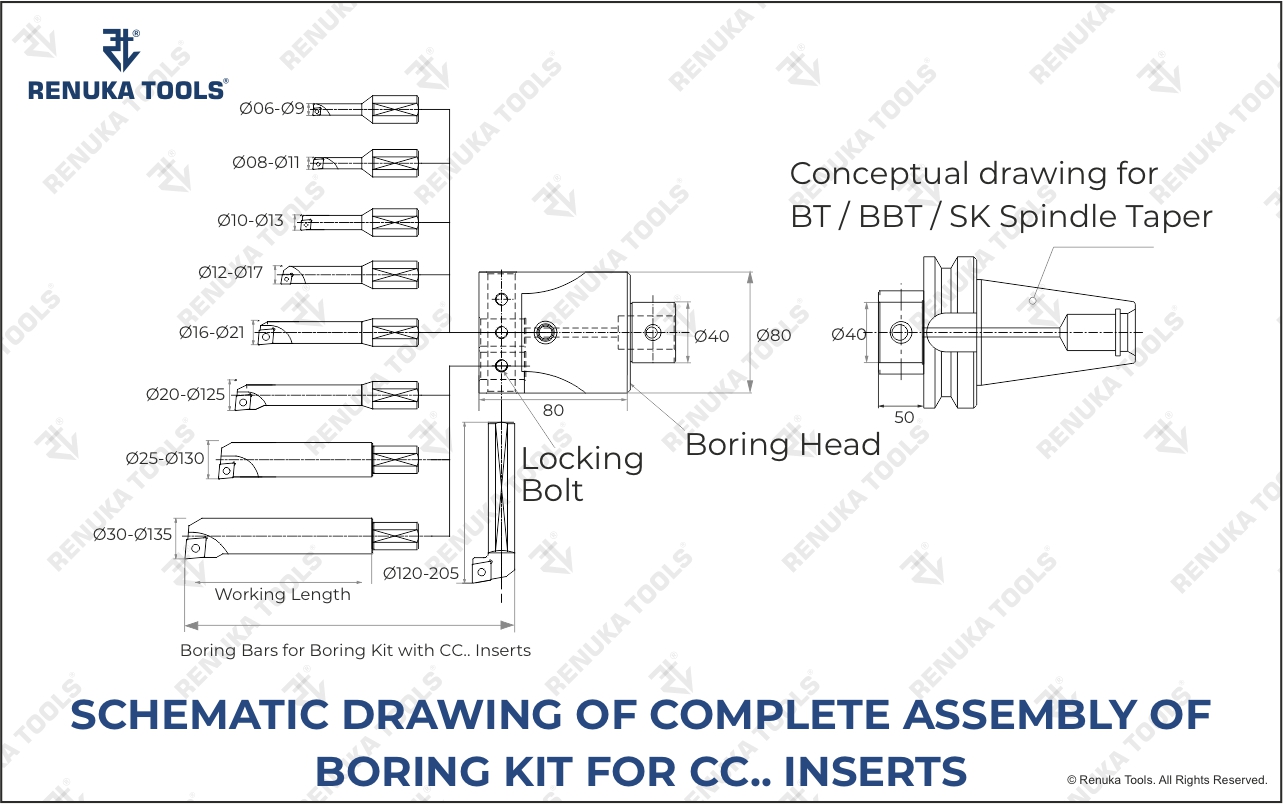 RENUKA TOOLS®
Ø06-Ø9
Ø08-Ø11
Ø10-Ø13
Ø12-Ø17
Ø16-Ø21
Ø20-Ø125
Ø25-Ø130
Ø30-Ø135
Working Length
Boring Bars for Boring Kit with CC.. Inserts
Ø120-205
80
Ø40
Ø80
Locking
Bolt
Boring Head
Conceptual drawing for
BT / BBT / SK Spindle Taper
Ø40
50
SCHEMATIC DRAWING OF COMPLETE ASSEMBLY OF
BORING KIT FOR CC.. INSERTS
© Renuka Tools. All Rights Reserved.